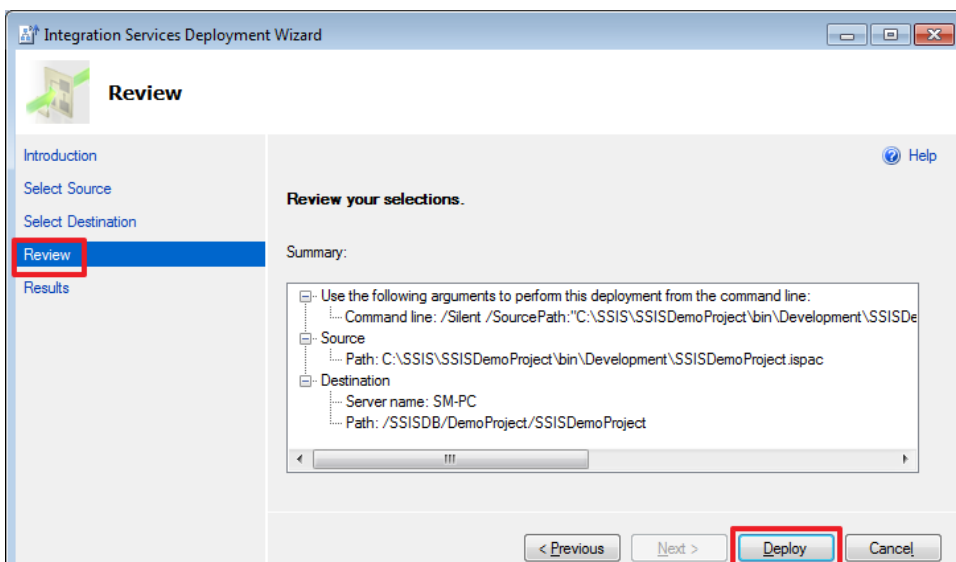 Integration Services Deployment Wizard
Review
Introduction
Help
Select Source
Review your selections.
Select Destination
Review
Summary:
Results
Use the following arguments to perform this deployment from the command line:
Command line: /Silent /SourcePath:"C:\SSIS\SSISDemoProject\bin\Development\SSISDe
Source
Path: C:\SSIS\SSISDemoProject\bin\Development\SSISDemoProject.ispac
Destination
Server name: SM-PC
Path: /SSISDB/DemoProject/SSISDemoProject
< Previous Next > Deploy Cancel